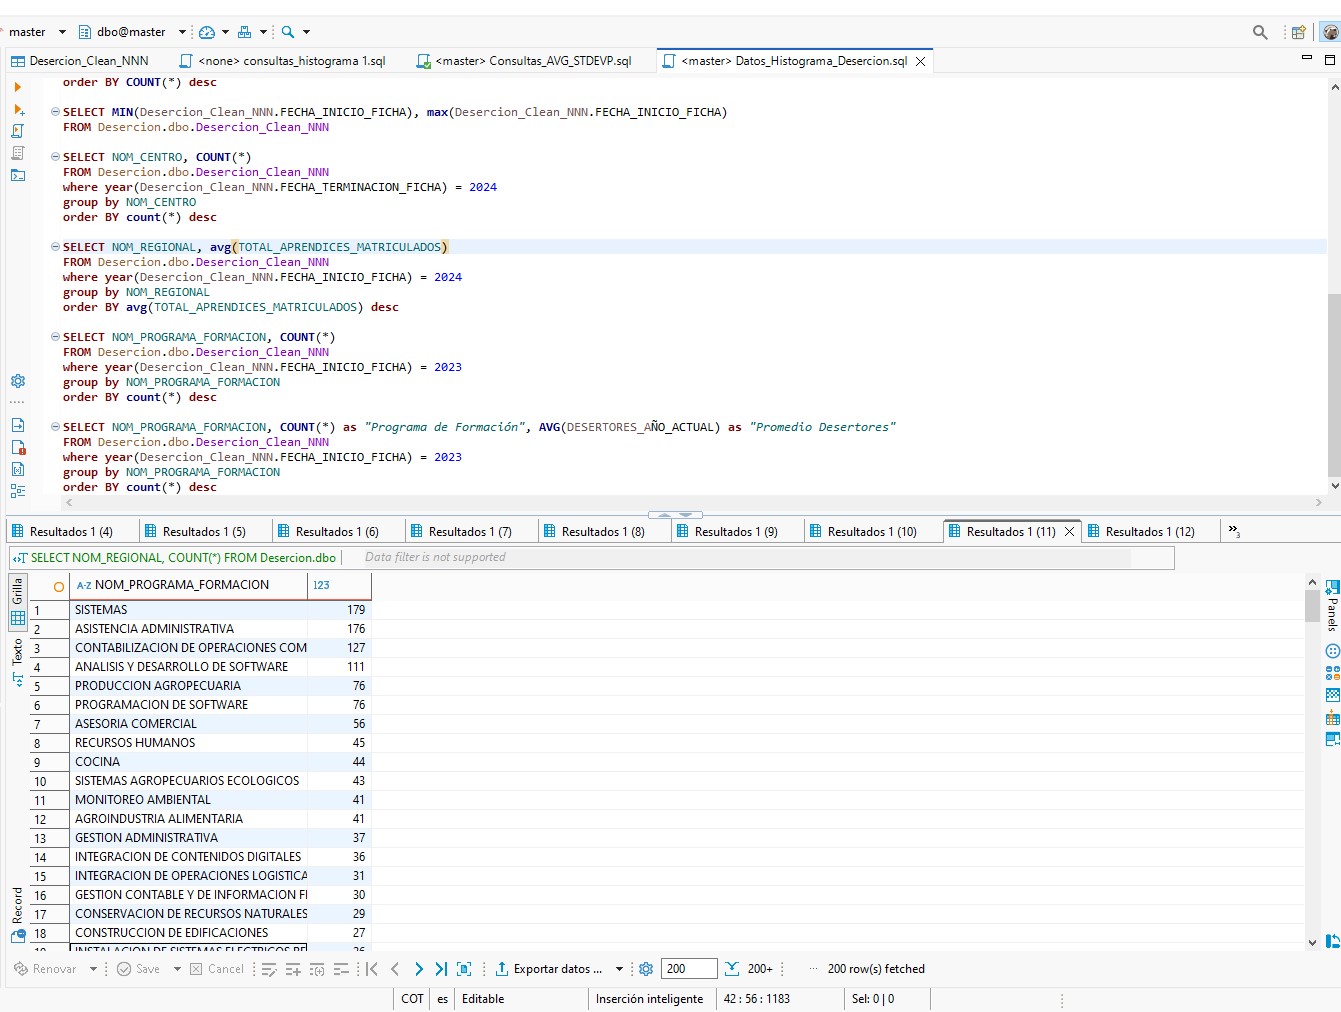 master dbo@master
Desercion_Clean_NNN <none> consultas_histograma 1.sql <master> Consultas_AVG_STDEVP.sql <master> Datos_Histograma_Desercion.sql
order BY COUNT(*) desc
SELECT MIN(Desercion_Clean_NNN.FECHA_INICIO_FICHA), max(Desercion_Clean_NNN.FECHA_INICIO_FICHA)
FROM Desercion.dbo.Desercion_Clean_NNN
SELECT NOM_CENTRO, COUNT(*)
FROM Desercion.dbo.Desercion_Clean_NNN
where year(Desercion_Clean_NNN.FECHA_TERMINACION_FICHA) = 2024
group by NOM_CENTRO
order BY count(*) desc
SELECT NOM_REGIONAL, avg(TOTAL_APRENDICES_MATRICULADOS)
FROM Desercion.dbo.Desercion_Clean_NNN
where year(Desercion_Clean_NNN.FECHA_INICIO_FICHA) = 2024
group by NOM_REGIONAL
order BY avg(TOTAL_APRENDICES_MATRICULADOS) desc
SELECT NOM_PROGRAMA_FORMACION, COUNT(*)
FROM Desercion.dbo.Desercion_Clean_NNN
where year(Desercion_Clean_NNN.FECHA_INICIO_FICHA) = 2023
group by NOM_PROGRAMA_FORMACION
order BY count(*) desc
SELECT NOM_PROGRAMA_FORMACION, COUNT(*) as "Programa de Formación", AVG(DESERTORES_AÑO_ACTUAL) as "Promedio Desertores"
FROM Desercion.dbo.Desercion_Clean_NNN
where year(Desercion_Clean_NNN.FECHA_INICIO_FICHA) = 2023
group by NOM_PROGRAMA_FORMACION
order BY count(*) desc
Resultados 1 (4) Resultados 1 (5) Resultados 1 (6) Resultados 1 (7) Resultados 1 (8) Resultados 1 (9) Resultados 1 (10) Resultados 1 (11) Resultados 1 (12) »3
SELECT NOM_REGIONAL, COUNT(*) FROM Desercion.dbo Data filter is not supported
Grilla
Texto
Record
Panels
A-Z NOM_PROGRAMA_FORMACION 123
1 SISTEMAS 179
2 ASISTENCIA ADMINISTRATIVA 176
3 CONTABILIZACION DE OPERACIONES COM 127
4 ANALISIS Y DESARROLLO DE SOFTWARE 111
5 PRODUCCION AGROPECUARIA 76
6 PROGRAMACION DE SOFTWARE 76
7 ASESORIA COMERCIAL 56
8 RECURSOS HUMANOS 45
9 COCINA 44
10 SISTEMAS AGROPECUARIOS ECOLOGICOS 43
11 MONITOREO AMBIENTAL 41
12 AGROINDUSTRIA ALIMENTARIA 41
13 GESTION ADMINISTRATIVA 37
14 INTEGRACION DE CONTENIDOS DIGITALES 36
15 INTEGRACION DE OPERACIONES LOGISTICA 31
16 GESTION CONTABLE Y DE INFORMACION FI 30
17 CONSERVACION DE RECURSOS NATURALES 29
18 CONSTRUCCION DE EDIFICACIONES 27
19 INSTALACION DE SISTEMAS ELECTRICOS RE 26
Renovar Save Cancel Exportar datos ... 200 200+ ... 200 row(s) fetched
COT es Editable Inserción inteligente 42 : 56 : 1183 Sel: 0 | 0